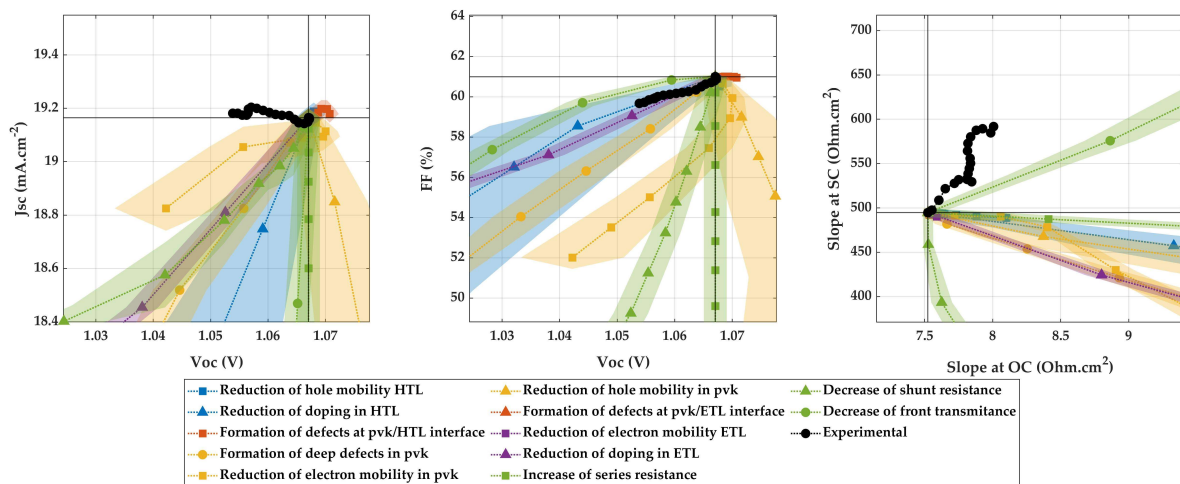 19.4
19.2
19
18.8
18.6
18.4
Jsc (mA.cm-2)
1.03
1.04
1.05
1.06
1.07
Voc (V)
64
62
60
58
56
54
52
50
FF (%)
1.03
1.04
1.05
1.06
1.07
Voc (V)
700
650
600
550
500
450
400
Slope at SC (Ohm.cm2)
7.5
8
8.5
9
Slope at OC (Ohm.cm2)
Reduction of hole mobility HTL
Reduction of doping in HTL
Formation of defects at pvk/HTL interface
Formation of deep defects in pvk
Reduction of electron mobility in pvk
Reduction of hole mobility in pvk
Formation of defects at pvk/ETL interface
Reduction of electron mobility ETL
Reduction of doping in ETL
Increase of series resistance
Decrease of shunt resistance
Decrease of front transmitance
Experimental